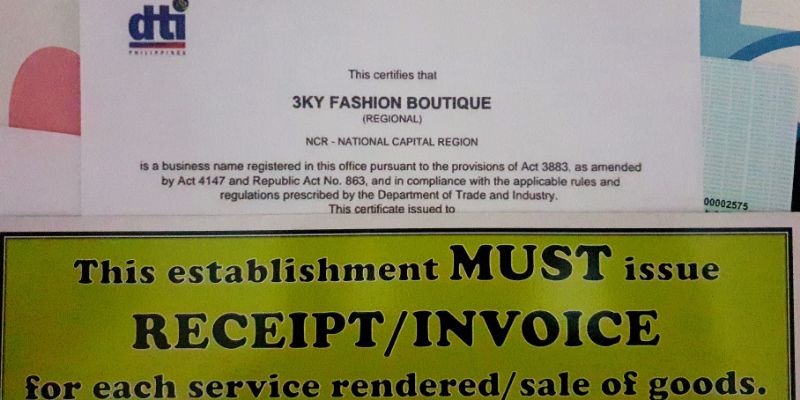 dti
PHILIPPINES
This certifies that
3KY FASHION BOUTIQUE
(REGIONAL)
NCR - NATIONAL CAPITAL REGION
is a business name registered in this office pursuant to the provisions of Act 3883, as amended
by Act 4147 and Republic Act No. 863, and in compliance with the applicable rules and
regulations prescribed by the Department of Trade and Industry.
This certificate issued to
00002575
This establishment MUST issue
RECEIPT/INVOICE
for each service rendered/sale of goods.